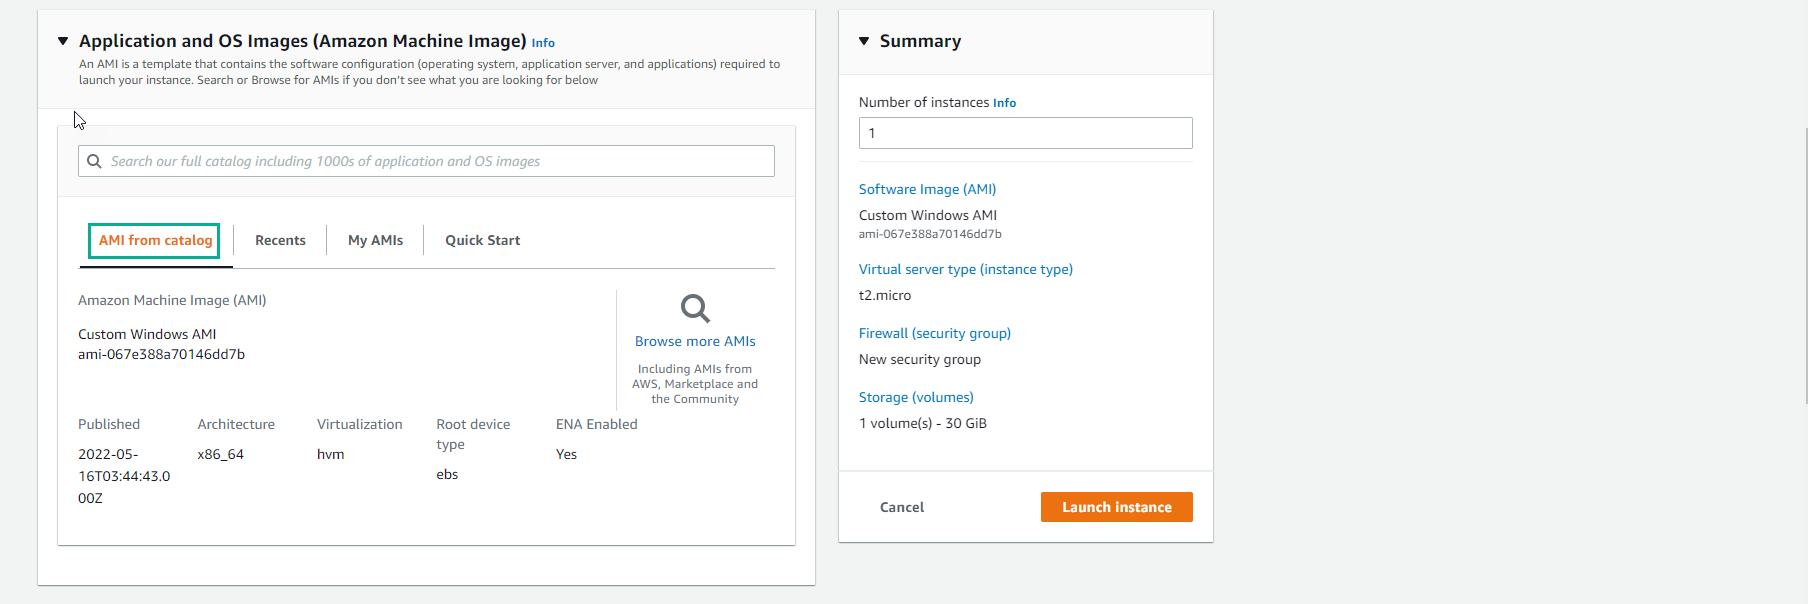 Application and OS Images (Amazon Machine Image) Info
An AMI is a template that contains the software configuration (operating system, application server, and applications) required to
launch your instance. Search or Browse for AMIs if you don't see what you are looking for below
Search our full catalog including 1000s of application and OS images
AMI from catalog
Recents
My AMIs
Quick Start
Amazon Machine Image (AMI)
Custom Windows AMI
ami-067e388a70146dd7b
Browse more AMIs
Including AMIs from
AWS, Marketplace and
the Community
Published
2022-05-
16T03:44:43.0
00Z
Architecture
x86_64
Virtualization
hvm
Root device
type
ebs
ENA Enabled
Yes
Summary
Number of instances Info
1
Software Image (AMI)
Custom Windows AMI
ami-067e388a70146dd7b
Virtual server type (instance type)
t2.micro
Firewall (security group)
New security group
Storage (volumes)
1 volume(s) - 30 GiB
Cancel
Launch instance